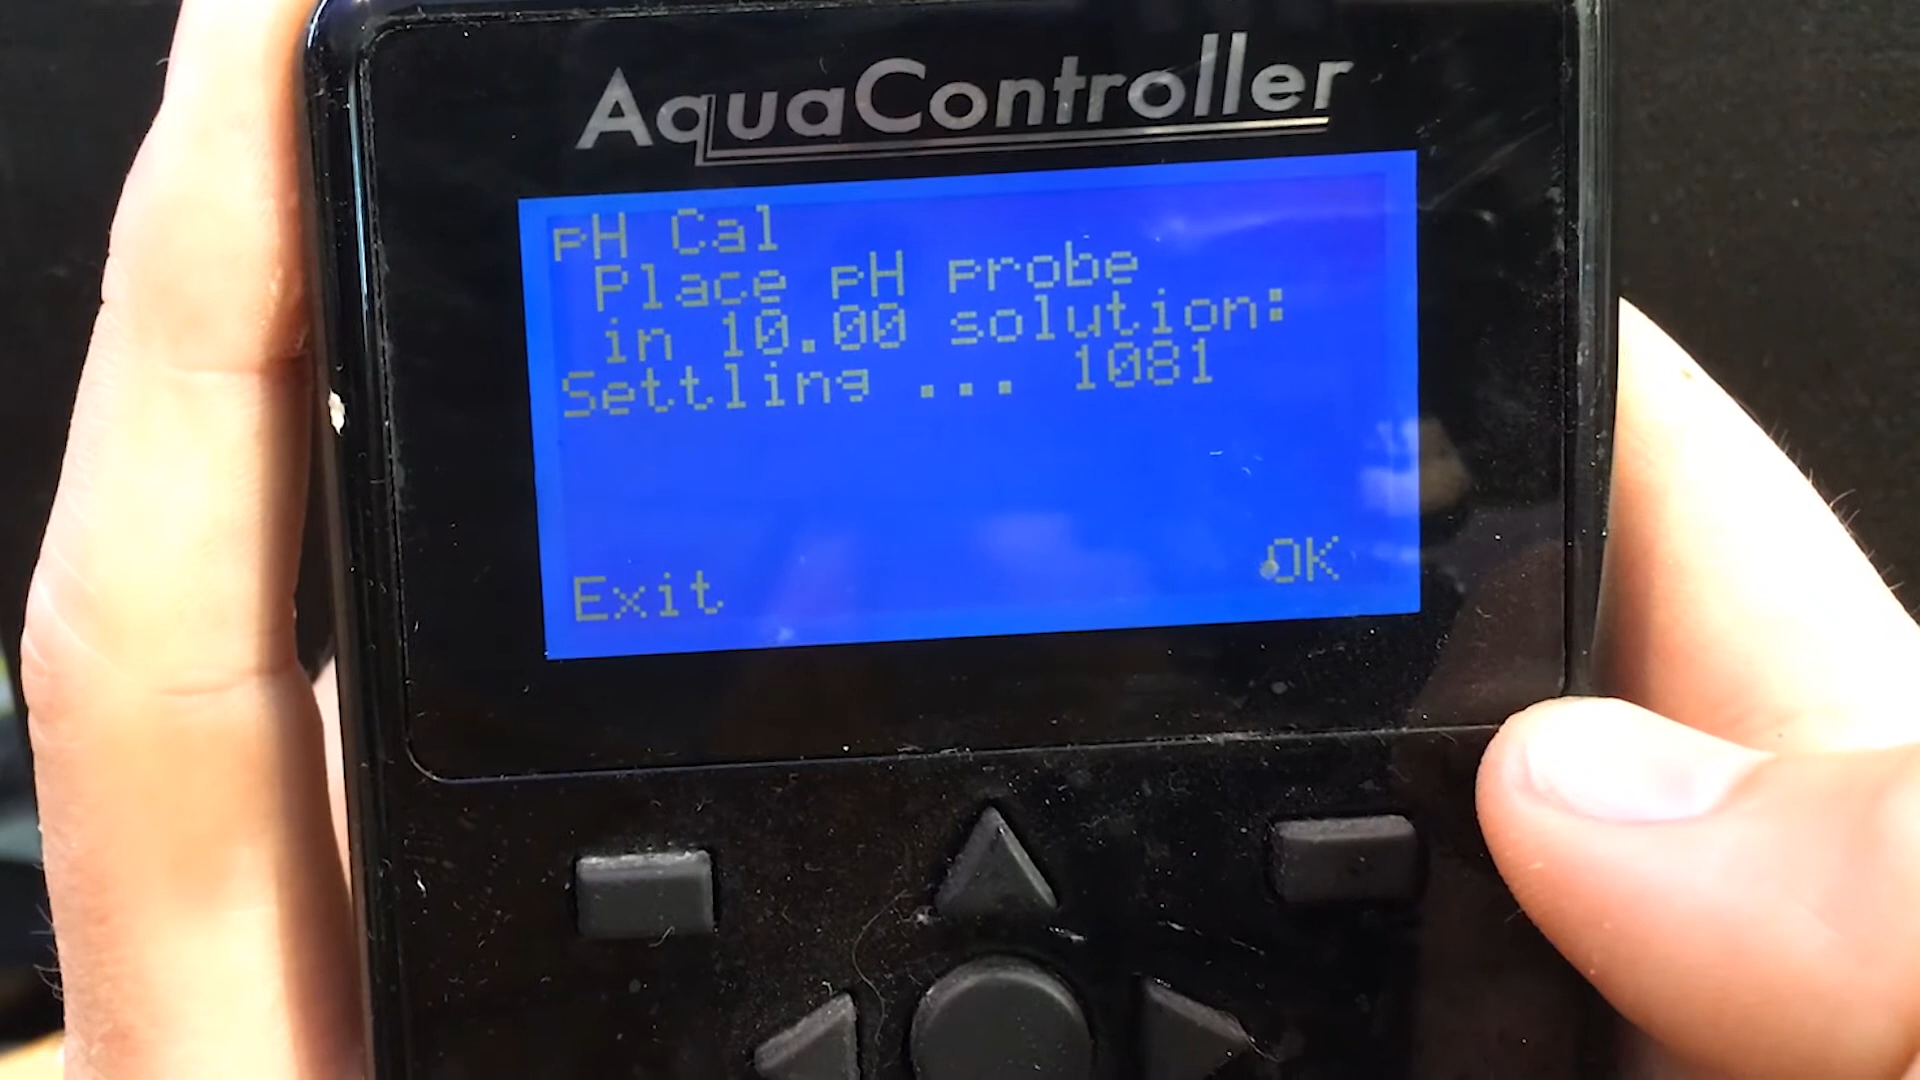 AquaController
pH Cal
Place pH probe
in 10.00 solution:
Settling ... 1081
Exit
OK